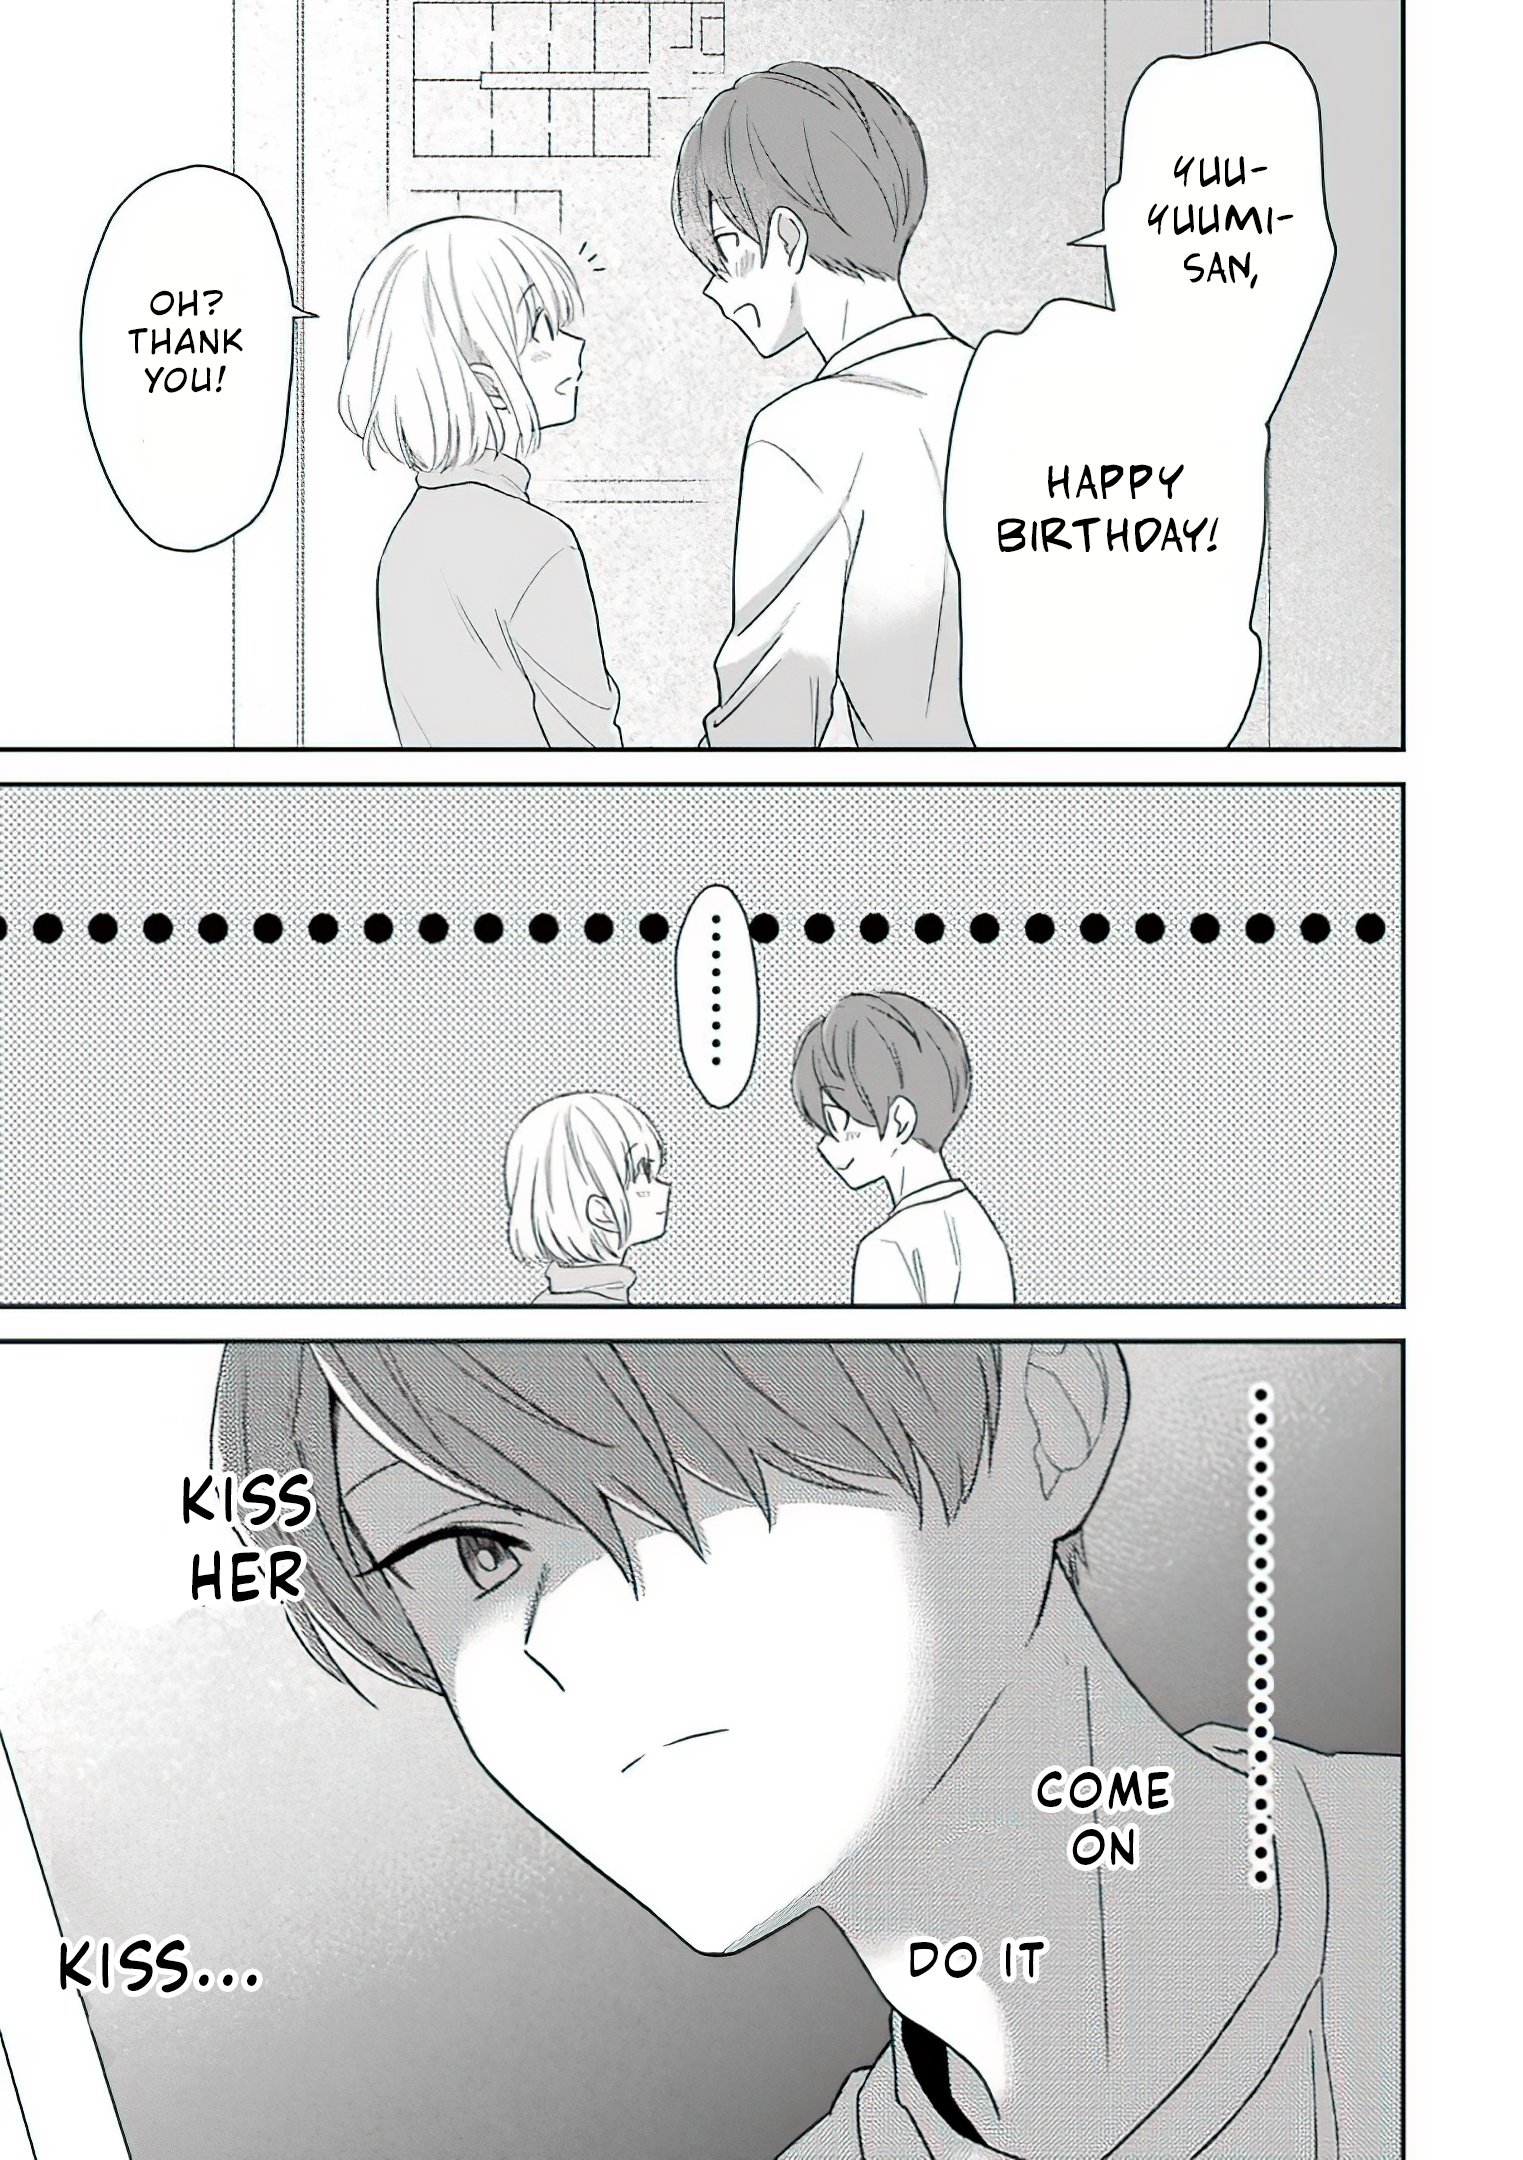 YUU-
YUUMI-
SAN,
HAPPY
BIRTHDAY!
OH?
THANK
YOU!
COME
ON
DO IT
KISS
HER
KISS...